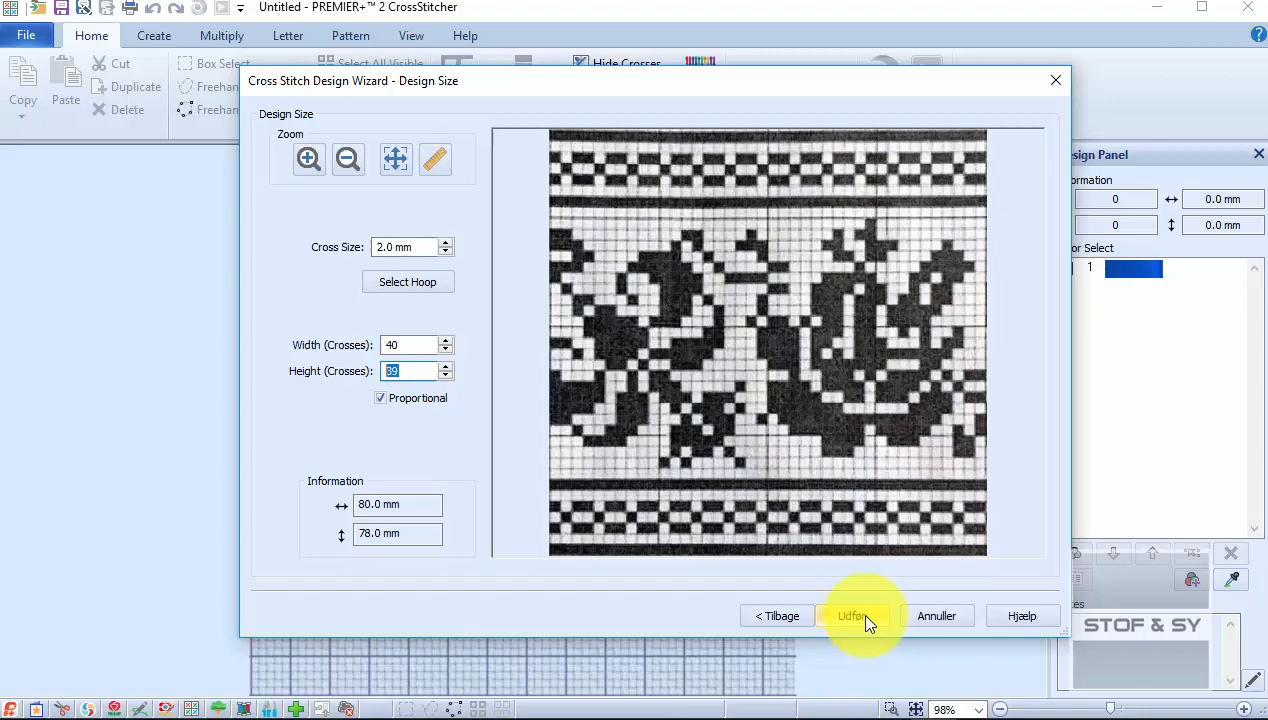 Untitled - PREMIER+™ 2 CrossStitcher
File Home Create Multiply Letter Pattern View Help
Copy
Paste
Cut
Duplicate
Delete
Box Select
Select All Visible
Hide Crosses
Cross Stitch Design Wizard - Design Size
Design Size
Zoom
Cross Size: 2.0 mm
Select Hoop
Width (Crosses): 40
Height (Crosses): 39
Proportional
Information
80.0 mm
78.0 mm
< Tilbage
Annuller
Hjælp
0 0.0 mm
0 0.0 mm
1
STOF & SY
98%